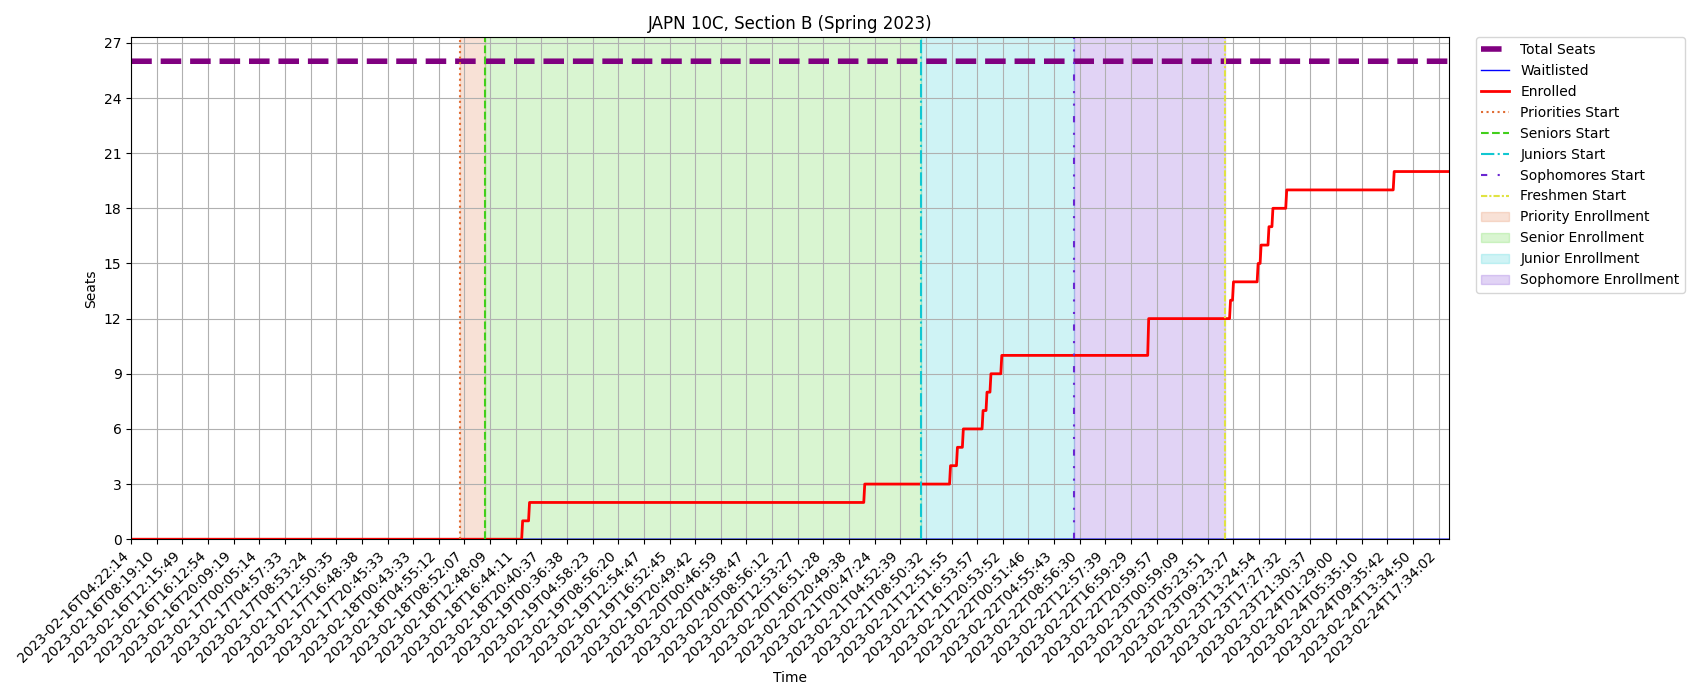 JAPN 10C, Section B (Spring 2023)
27
24
21
18
15
12
9
6
3
0
Seats
2023-02-16T04:22:14
2023-02-16T08:19:10
2023-02-16T12:15:49
2023-02-16T16:12:54
2023-02-16T20:09:19
2023-02-17T00:05:14
2023-02-17T04:57:33
2023-02-17T08:53:24
2023-02-17T12:50:35
2023-02-17T16:48:38
2023-02-17T20:45:33
2023-02-18T00:43:33
2023-02-18T04:55:12
2023-02-18T08:52:07
2023-02-18T12:48:09
2023-02-18T16:44:11
2023-02-18T20:40:37
2023-02-19T00:36:38
2023-02-19T04:58:23
2023-02-19T08:56:20
2023-02-19T12:54:47
2023-02-19T16:52:45
2023-02-19T20:49:42
2023-02-20T00:46:59
2023-02-20T04:58:47
2023-02-20T08:56:12
2023-02-20T12:53:27
2023-02-20T16:51:28
2023-02-20T20:49:38
2023-02-21T00:47:24
2023-02-21T04:52:39
2023-02-21T08:50:32
2023-02-21T12:51:55
2023-02-21T16:53:57
2023-02-21T20:53:52
2023-02-22T00:51:46
2023-02-22T04:55:43
2023-02-22T08:56:30
2023-02-22T12:57:39
2023-02-22T16:59:29
2023-02-22T20:59:57
2023-02-23T00:59:09
2023-02-23T05:23:51
2023-02-23T09:23:27
2023-02-23T13:24:54
2023-02-23T17:27:32
2023-02-23T21:30:37
2023-02-24T01:29:00
2023-02-24T05:35:10
2023-02-24T09:35:42
2023-02-24T13:34:50
2023-02-24T17:34:02
Time
Total Seats
Waitlisted
Enrolled
Priorities Start
Seniors Start
Juniors Start
Sophomores Start
Freshmen Start
Priority Enrollment
Senior Enrollment
Junior Enrollment
Sophomore Enrollment